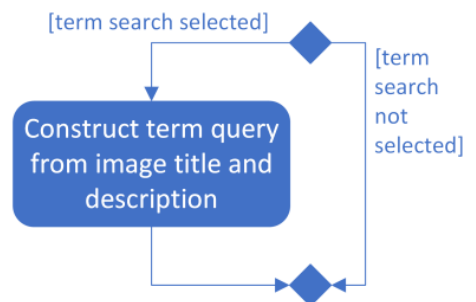 [term search selected]
[term
search
not
selected]
Construct term query
from image title and
description